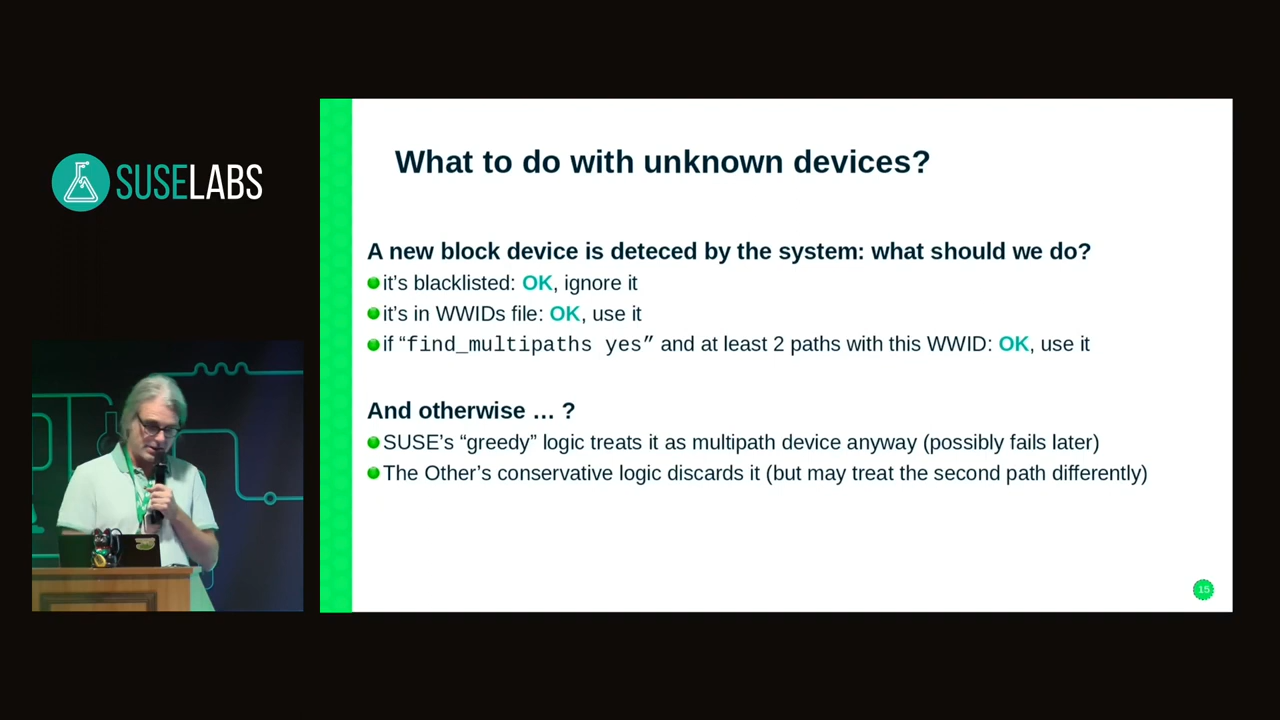 SUSELABS
What to do with unknown devices?
A new block device is deteced by the system: what should we do?
it’s blacklisted: OK, ignore it
it’s in WWIDs file: OK, use it
if “find_multipaths yes” and at least 2 paths with this WWID: OK, use it
And otherwise … ?
SUSE’s “greedy” logic treats it as multipath device anyway (possibly fails later)
The Other’s conservative logic discards it (but may treat the second path differently)
15